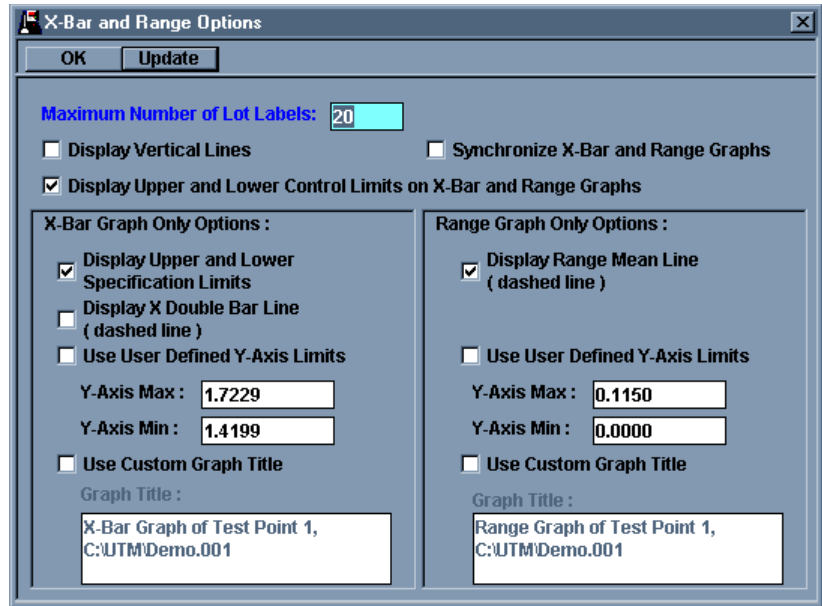 X-Bar and Range Options
OK Update
Maximum Number of Lot Labels: 20
Display Vertical Lines
Synchronize X-Bar and Range Graphs
Display Upper and Lower Control Limits on X-Bar and Range Graphs
X-Bar Graph Only Options :
Display Upper and Lower
Specification Limits
Display X Double Bar Line
( dashed line )
Use User Defined Y-Axis Limits
Y-Axis Max : 1.7229
Y-Axis Min : 1.4199
Use Custom Graph Title
Graph Title :
X-Bar Graph of Test Point 1,
C:\UTM\Demo.001
Range Graph Only Options :
Display Range Mean Line
( dashed line )
Use User Defined Y-Axis Limits
Y-Axis Max : 0.1150
Y-Axis Min : 0.0000
Use Custom Graph Title
Graph Title :
Range Graph of Test Point 1,
C:\UTM\Demo.001